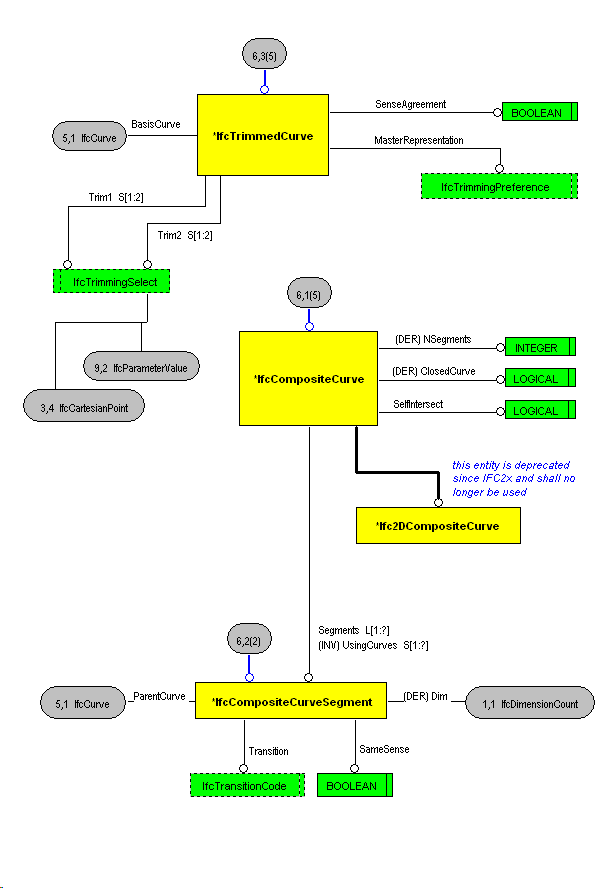 6,3(5)
SenseAgreement
BOOLEAN
BasisCurve
5,1 IfcCurve
*IfcTrimmedCurve
MasterRepresentation
IfcTrimmingPreference
Trim1 S[1:2]
Trim2 S[1:2]
IfcTrimmingSelect
6,1(5)
9,2 IfcParameterValue
3,4 IfcCartesianPoint
*IfcCompositeCurve
(DER) NSegments
INTEGER
(DER) ClosedCurve
LOGICAL
SelfIntersect
LOGICAL
this entity is deprecated
since IFC2x and shall no
longer be used
*Ifc2DCompositeCurve
Segments L[1:?]
(INV) UsingCurves S[1:?]
6,2(2)
5,1 IfcCurve
ParentCurve
*IfcCompositeCurveSegment
(DER) Dim
1,1 IfcDimensionCount
Transition
SameSense
IfcTransitionCode
BOOLEAN